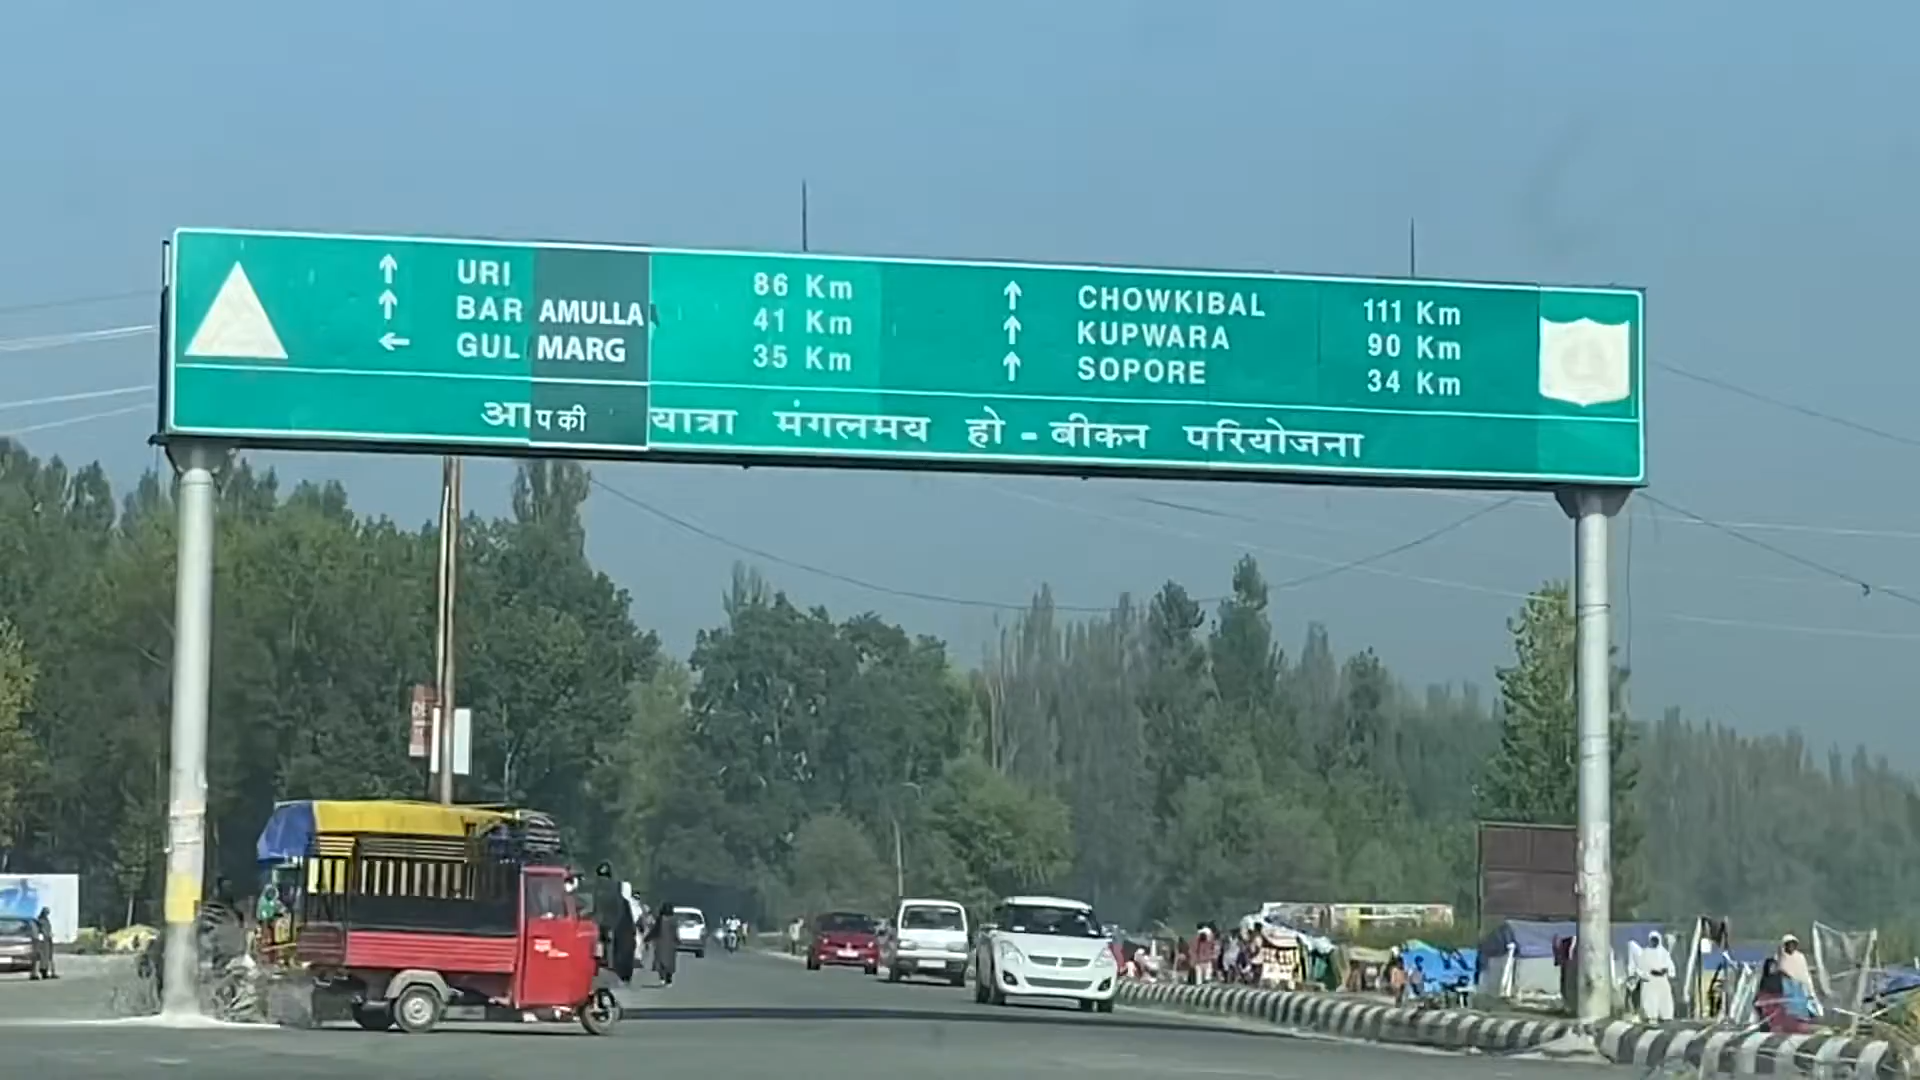 ↑ URI 86 Km
↑ BARAMULLA 41 Km
← GULMARG 35 Km
↑ CHOWKIBAL 111 Km
↑ KUPWARA 90 Km
↑ SOPORE 34 Km
आपकी यात्रा मंगलमय हो - बीकन परियोजना